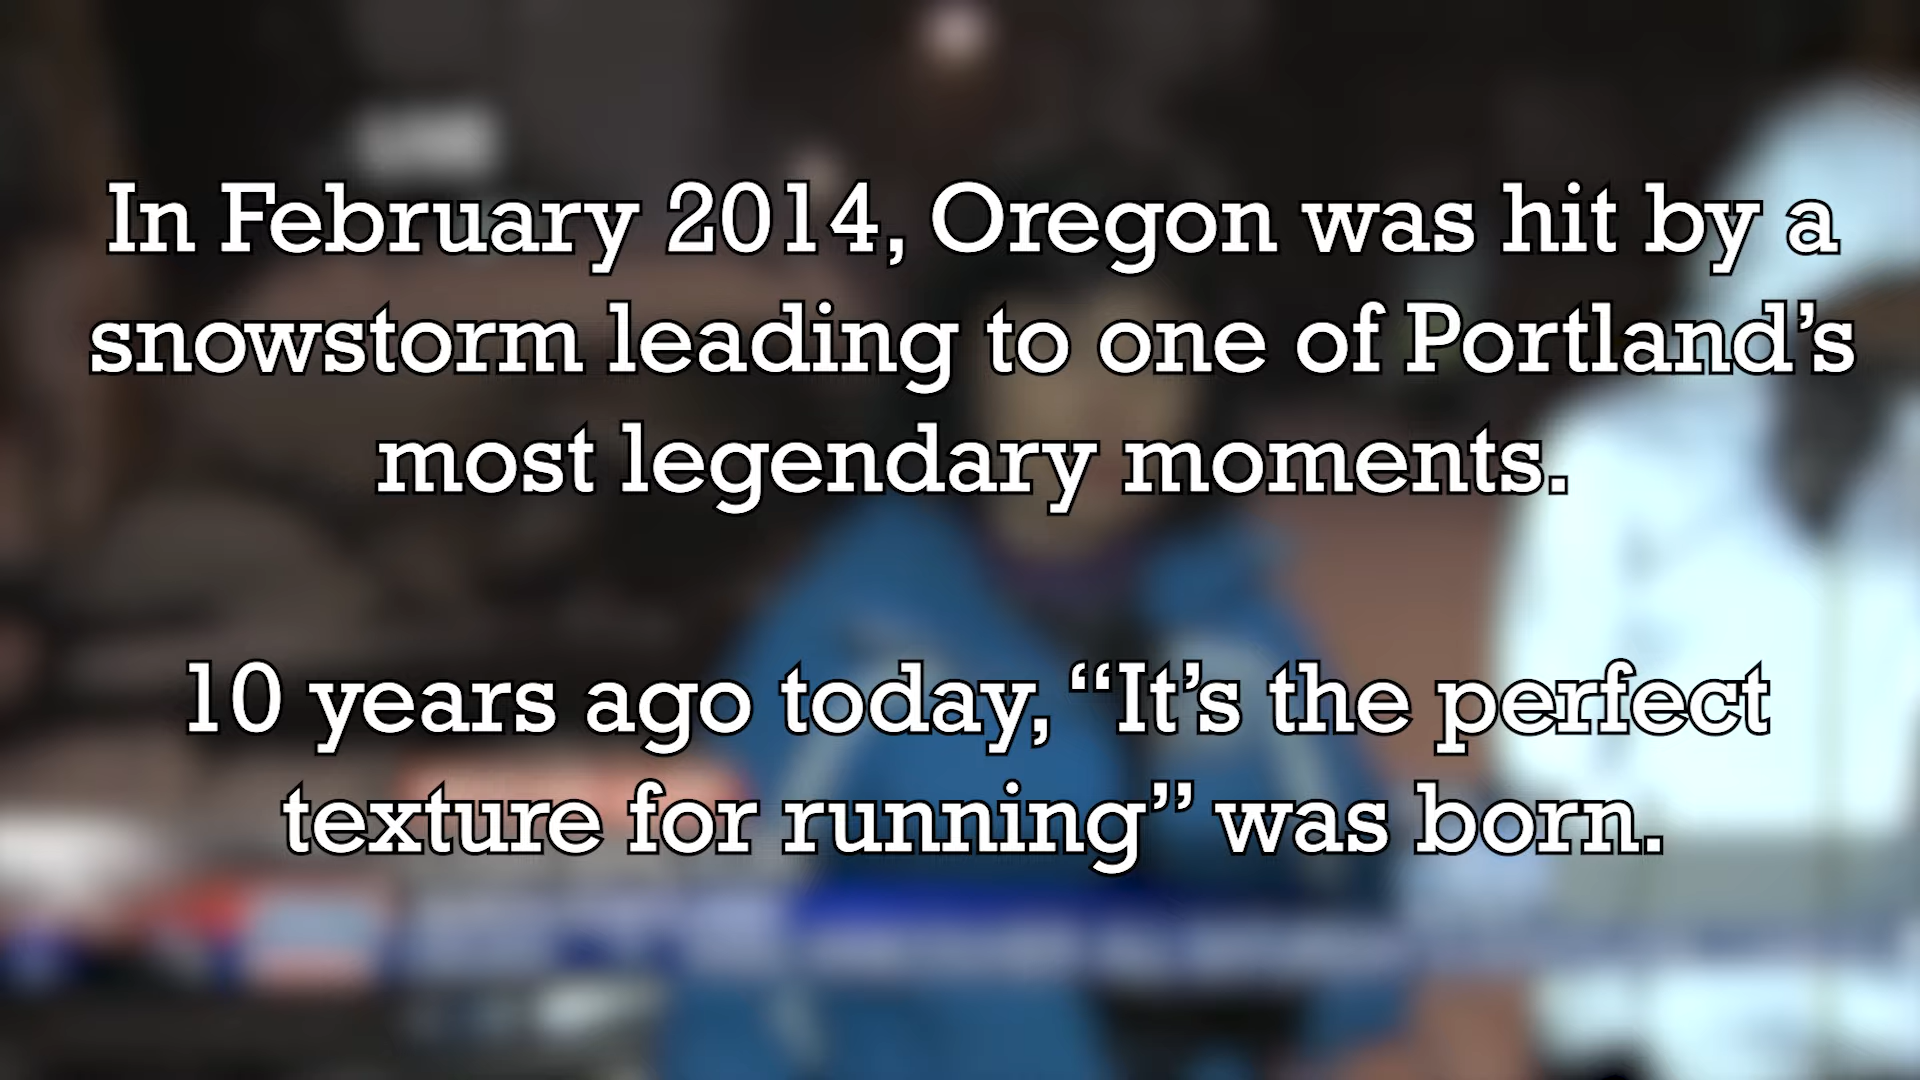 In February 2014, Oregon was hit by a
snowstorm leading to one of Portland’s
most legendary moments.
10 years ago today, “It’s the perfect
texture for running” was born.